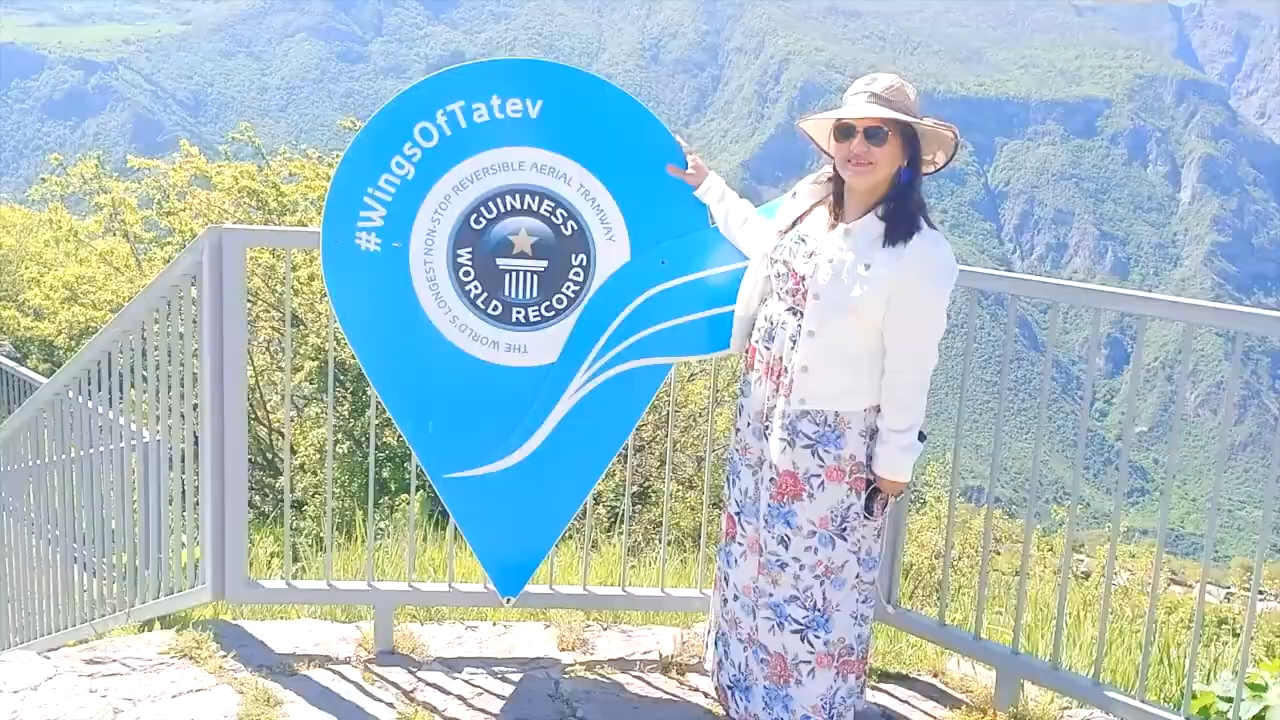 #WingsOfTatev
THE WORLD'S LONGEST NON-STOP REVERSIBLE AERIAL TRAMWAY
GUINNESS
WORLD RECORDS